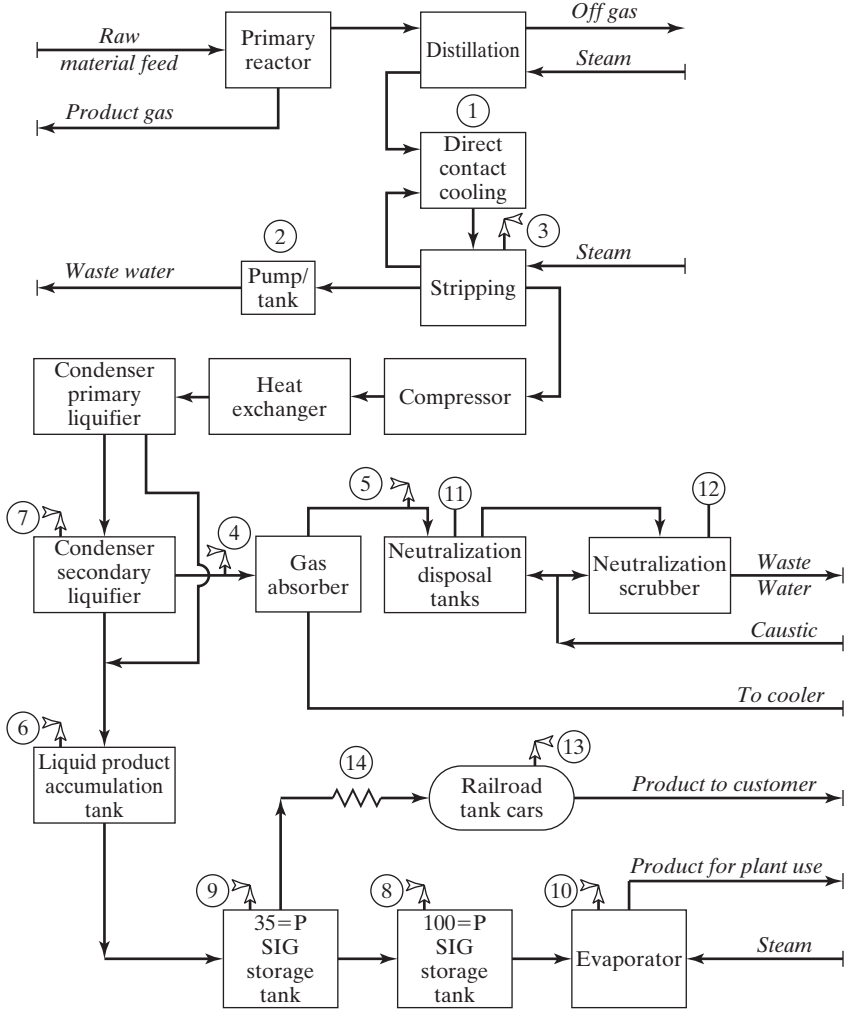 Off gas
Raw
material feed
Primary
reactor
Distillation
Steam
Product gas
1
Direct
contact
cooling
2
3
Waste water
Pump/
tank
Stripping
Steam
Condenser
primary
liquifier
Heat
exchanger
Compressor
5
11
12
7
4
Condenser
secondary
liquifier
Gas
absorber
Neutralization
disposal
tanks
Neutralization
scrubber
Waste
Water
Caustic
To cooler
6
13
14
Liquid product
accumulation
tank
Railroad
tank cars
Product to customer
Product for plant use
9
8
10
35=P
SIG
storage
tank
100=P
SIG
storage
tank
Evaporator
Steam